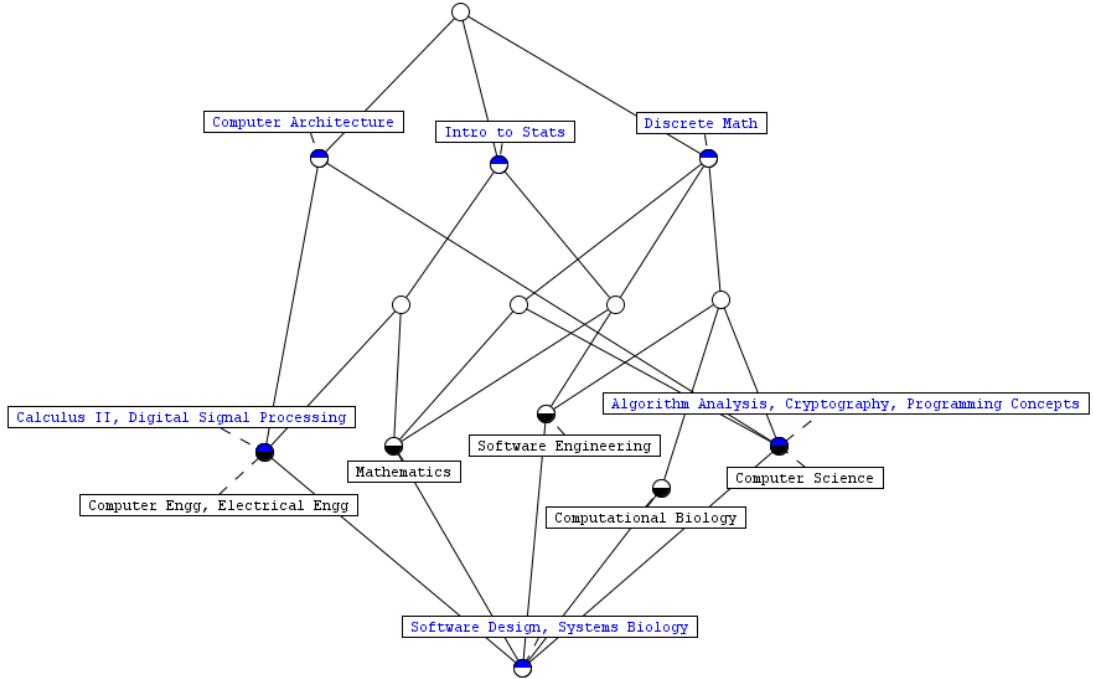 Computer Architecture
Intro to Stats
Discrete Math
Algorithm Analysis, Cryptography, Programming Concepts
Calculus II, Digital Signal Processing
Software Engineering
Mathematics
Computer Science
Computer Engg, Electrical Engg
Computational Biology
Software Design, Systems Biology